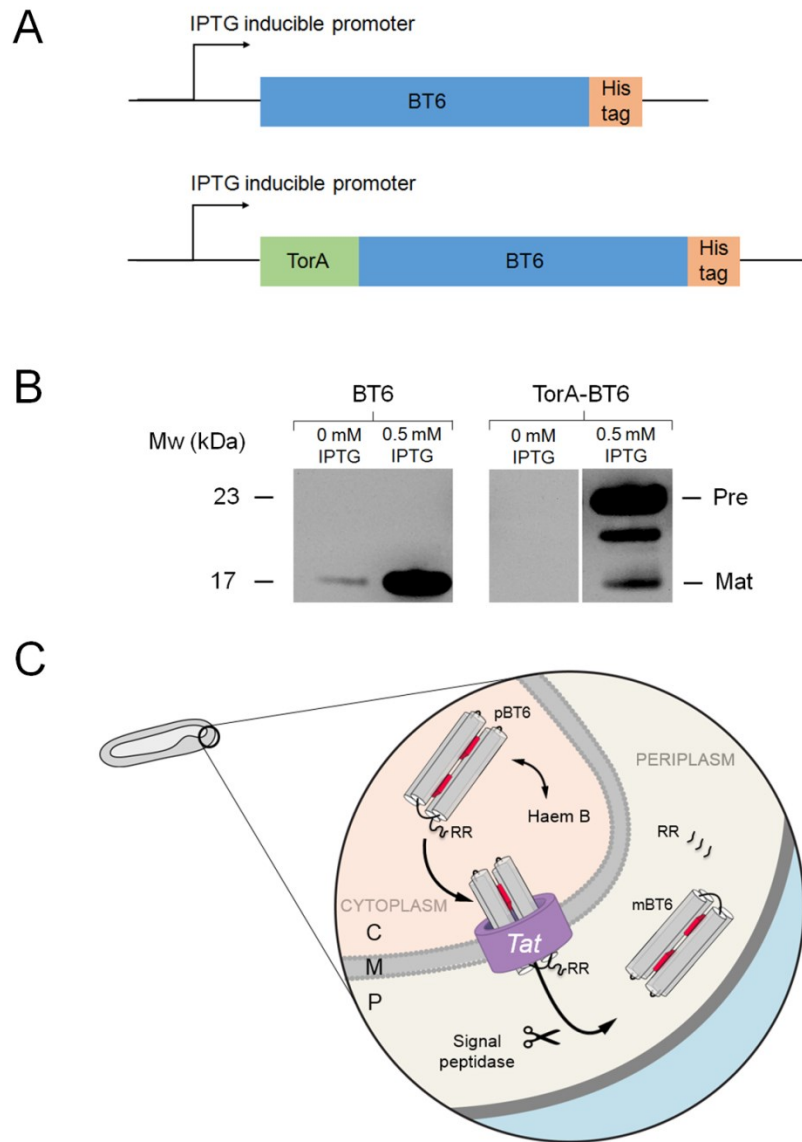 A
IPTG inducible promoter
BT6
His
tag
IPTG inducible promoter
TorA
BT6
His
tag
B
BT6
TorA-BT6
Mw (kDa)
0 mM
IPTG
0.5 mM
IPTG
0 mM
IPTG
0.5 mM
IPTG
23
Pre
17
Mat
C
pBT6
PERIPLASM
Haem B
RR
RR
CYTOPLASM
mBT6
C
Tat
RR
M
P
Signal
peptidase